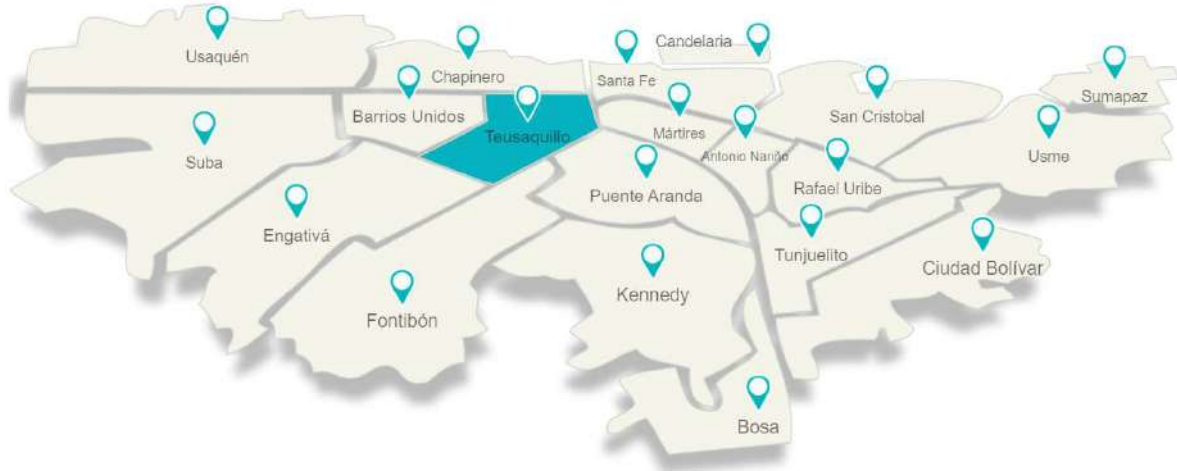 Usaquén
Chapinero
Santa Fe
Candelaria
Barrios Unidos
Teusaquillo
Mártires
Antonio Nariño
San Cristobal
Sumapaz
Suba
Engativá
Fontibón
Puente Aranda
Rafael Uribe
Usme
Kennedy
Tunjuelito
Ciudad Bolívar
Bosa